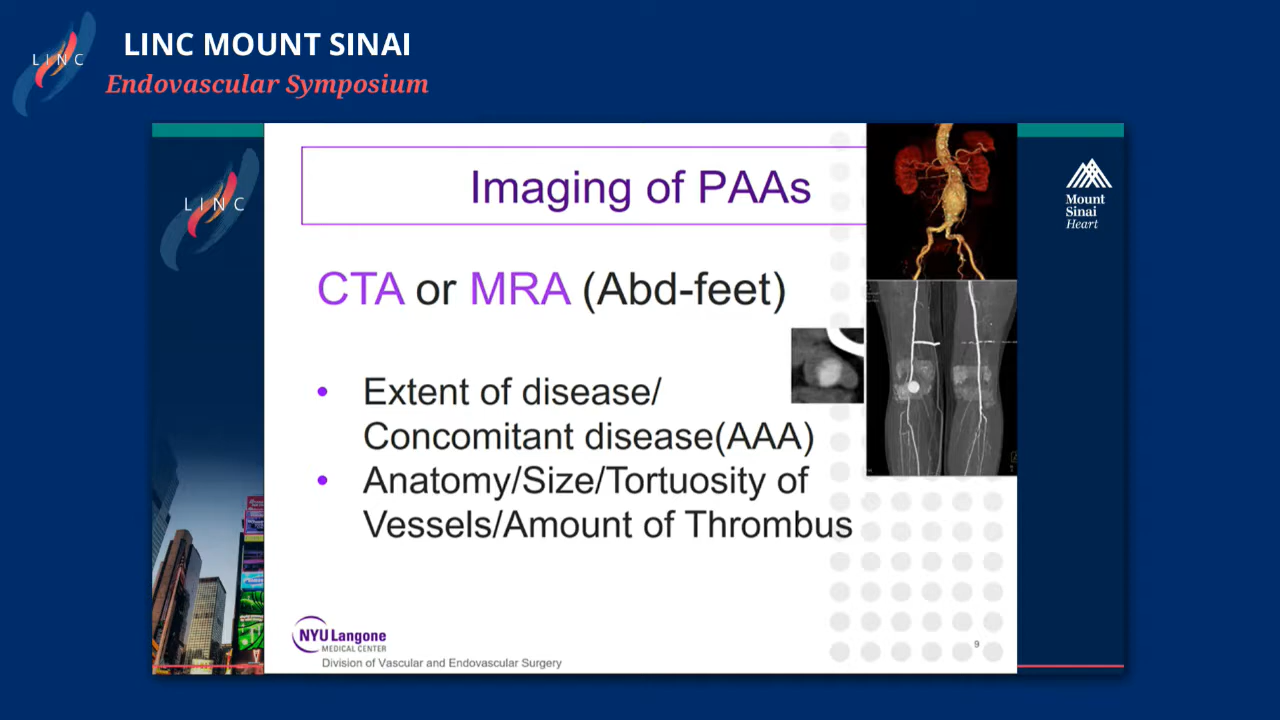 LINC
LINC MOUNT SINAI
Endovascular Symposium
LINC
Imaging of PAAs
CTA or MRA (Abd-feet)
• Extent of disease/
Concomitant disease(AAA)
• Anatomy/Size/Tortuosity of
Vessels/Amount of Thrombus
Mount
Sinai
Heart
NYU Langone
MEDICAL CENTER
Division of Vascular and Endovascular Surgery
9